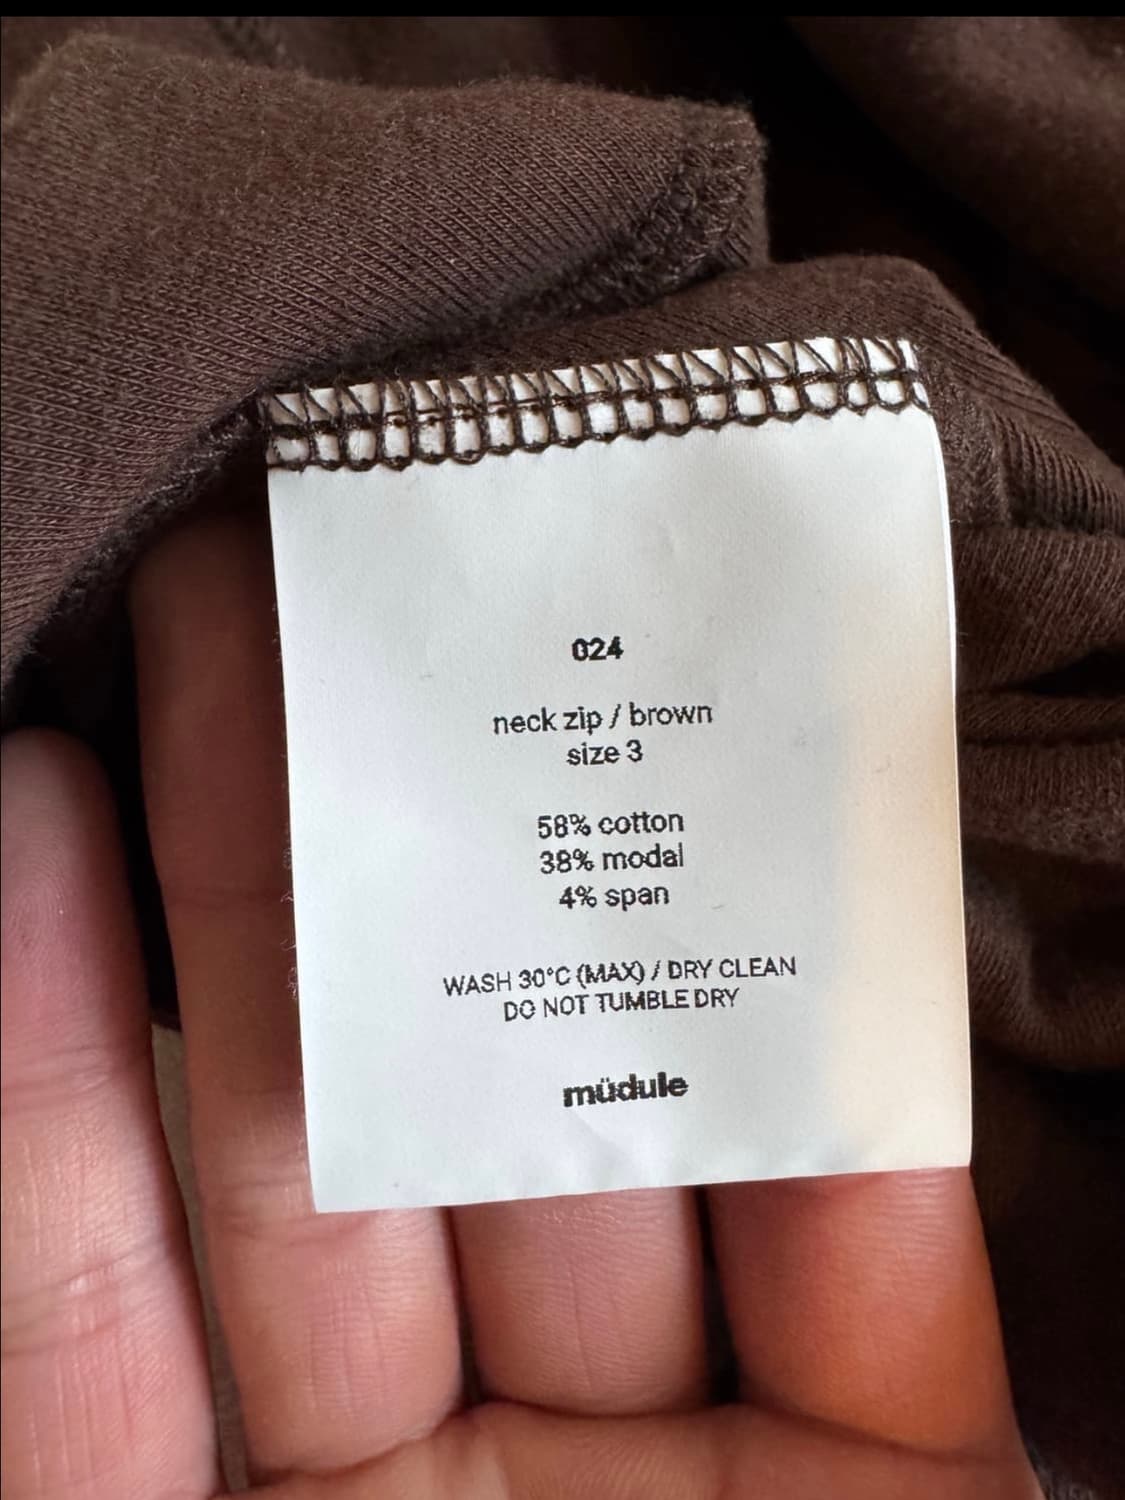 024
neck zip / brown
size 3
58% cotton
38% modal
4% span
WASH 30°C (MAX) / DRY CLEAN
DO NOT TUMBLE DRY
müdule